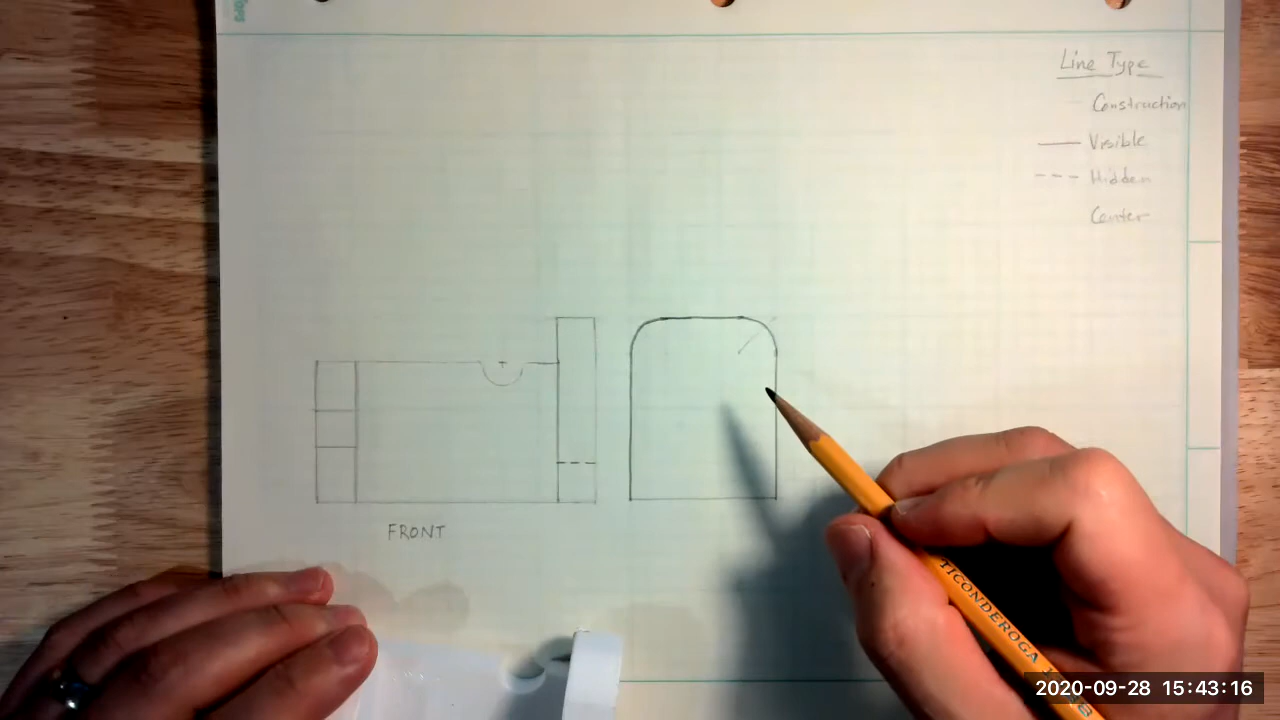 Line Type
Construction
Visible
Hidden
Center
FRONT
TICONDEROGA
2020-09-28 15:43:16